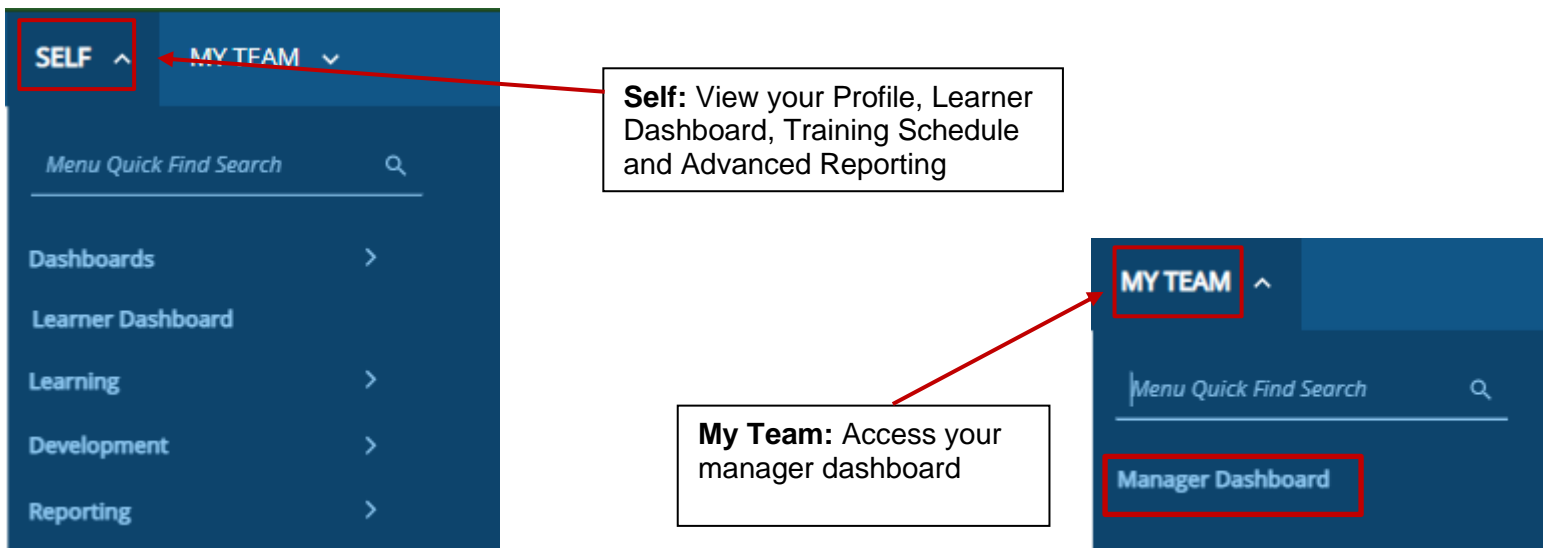 SELF MY TEAM
Menu Quick Find Search
Dashboards
Learner Dashboard
Learning
Development
Reporting
Self: View your Profile, Learner
Dashboard, Training Schedule
and Advanced Reporting
My Team: Access your
manager dashboard
MY TEAM
Menu Quick Find Search
Manager Dashboard